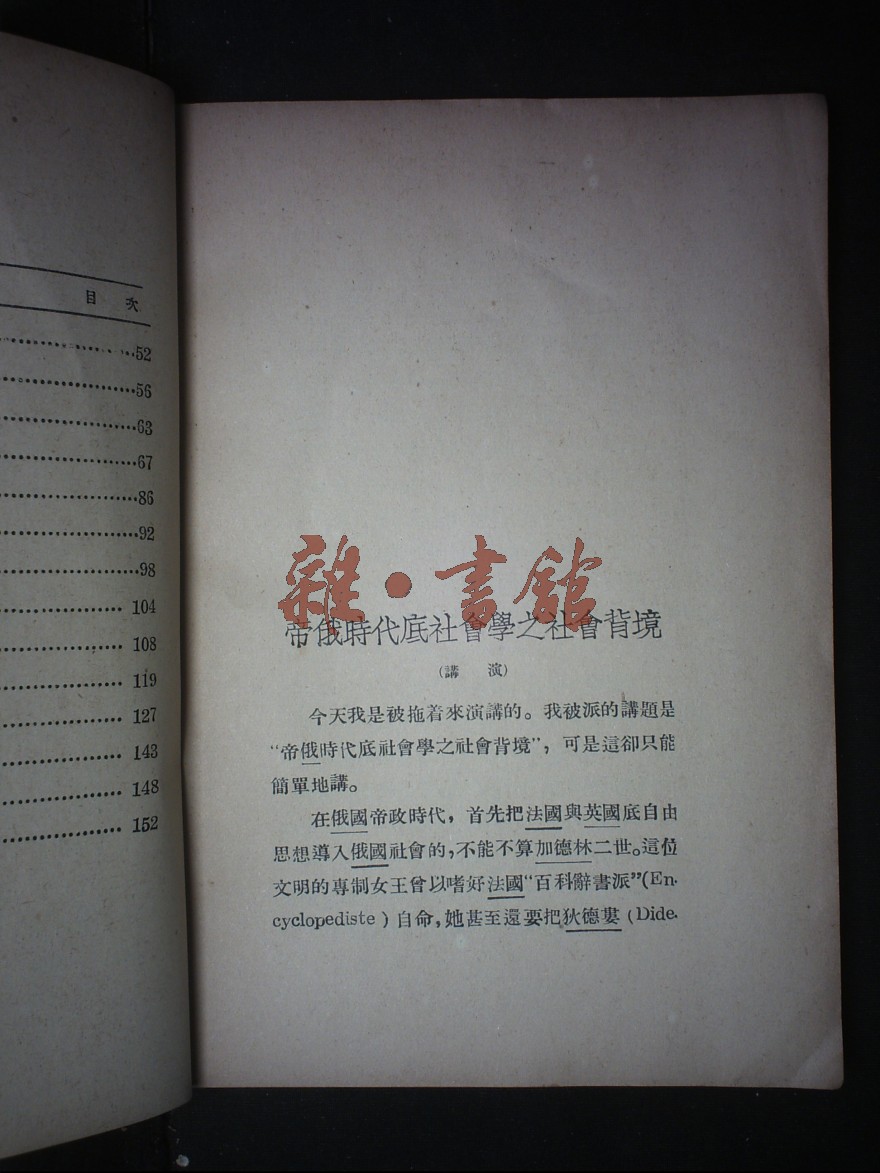 目 次
52
56
63
67
86
92
98
104
108
119
127
143
148
152
雜·書館
帝俄時代底社會學之社會背境
(講 演)
今天我是被拖着來演講的。我被派的講題是
“帝俄時代底社會學之社會背境”，可是這卻只能
簡單地講。
在俄國帝政時代，首先把法國與英國底自由
思想導入俄國社會的，不能不算加德林二世。這位
文明的專制女王曾以嗜好法國“百科辭書派”(En-
cyclopediste）自命，她甚至還要把狄德婁（Dide-